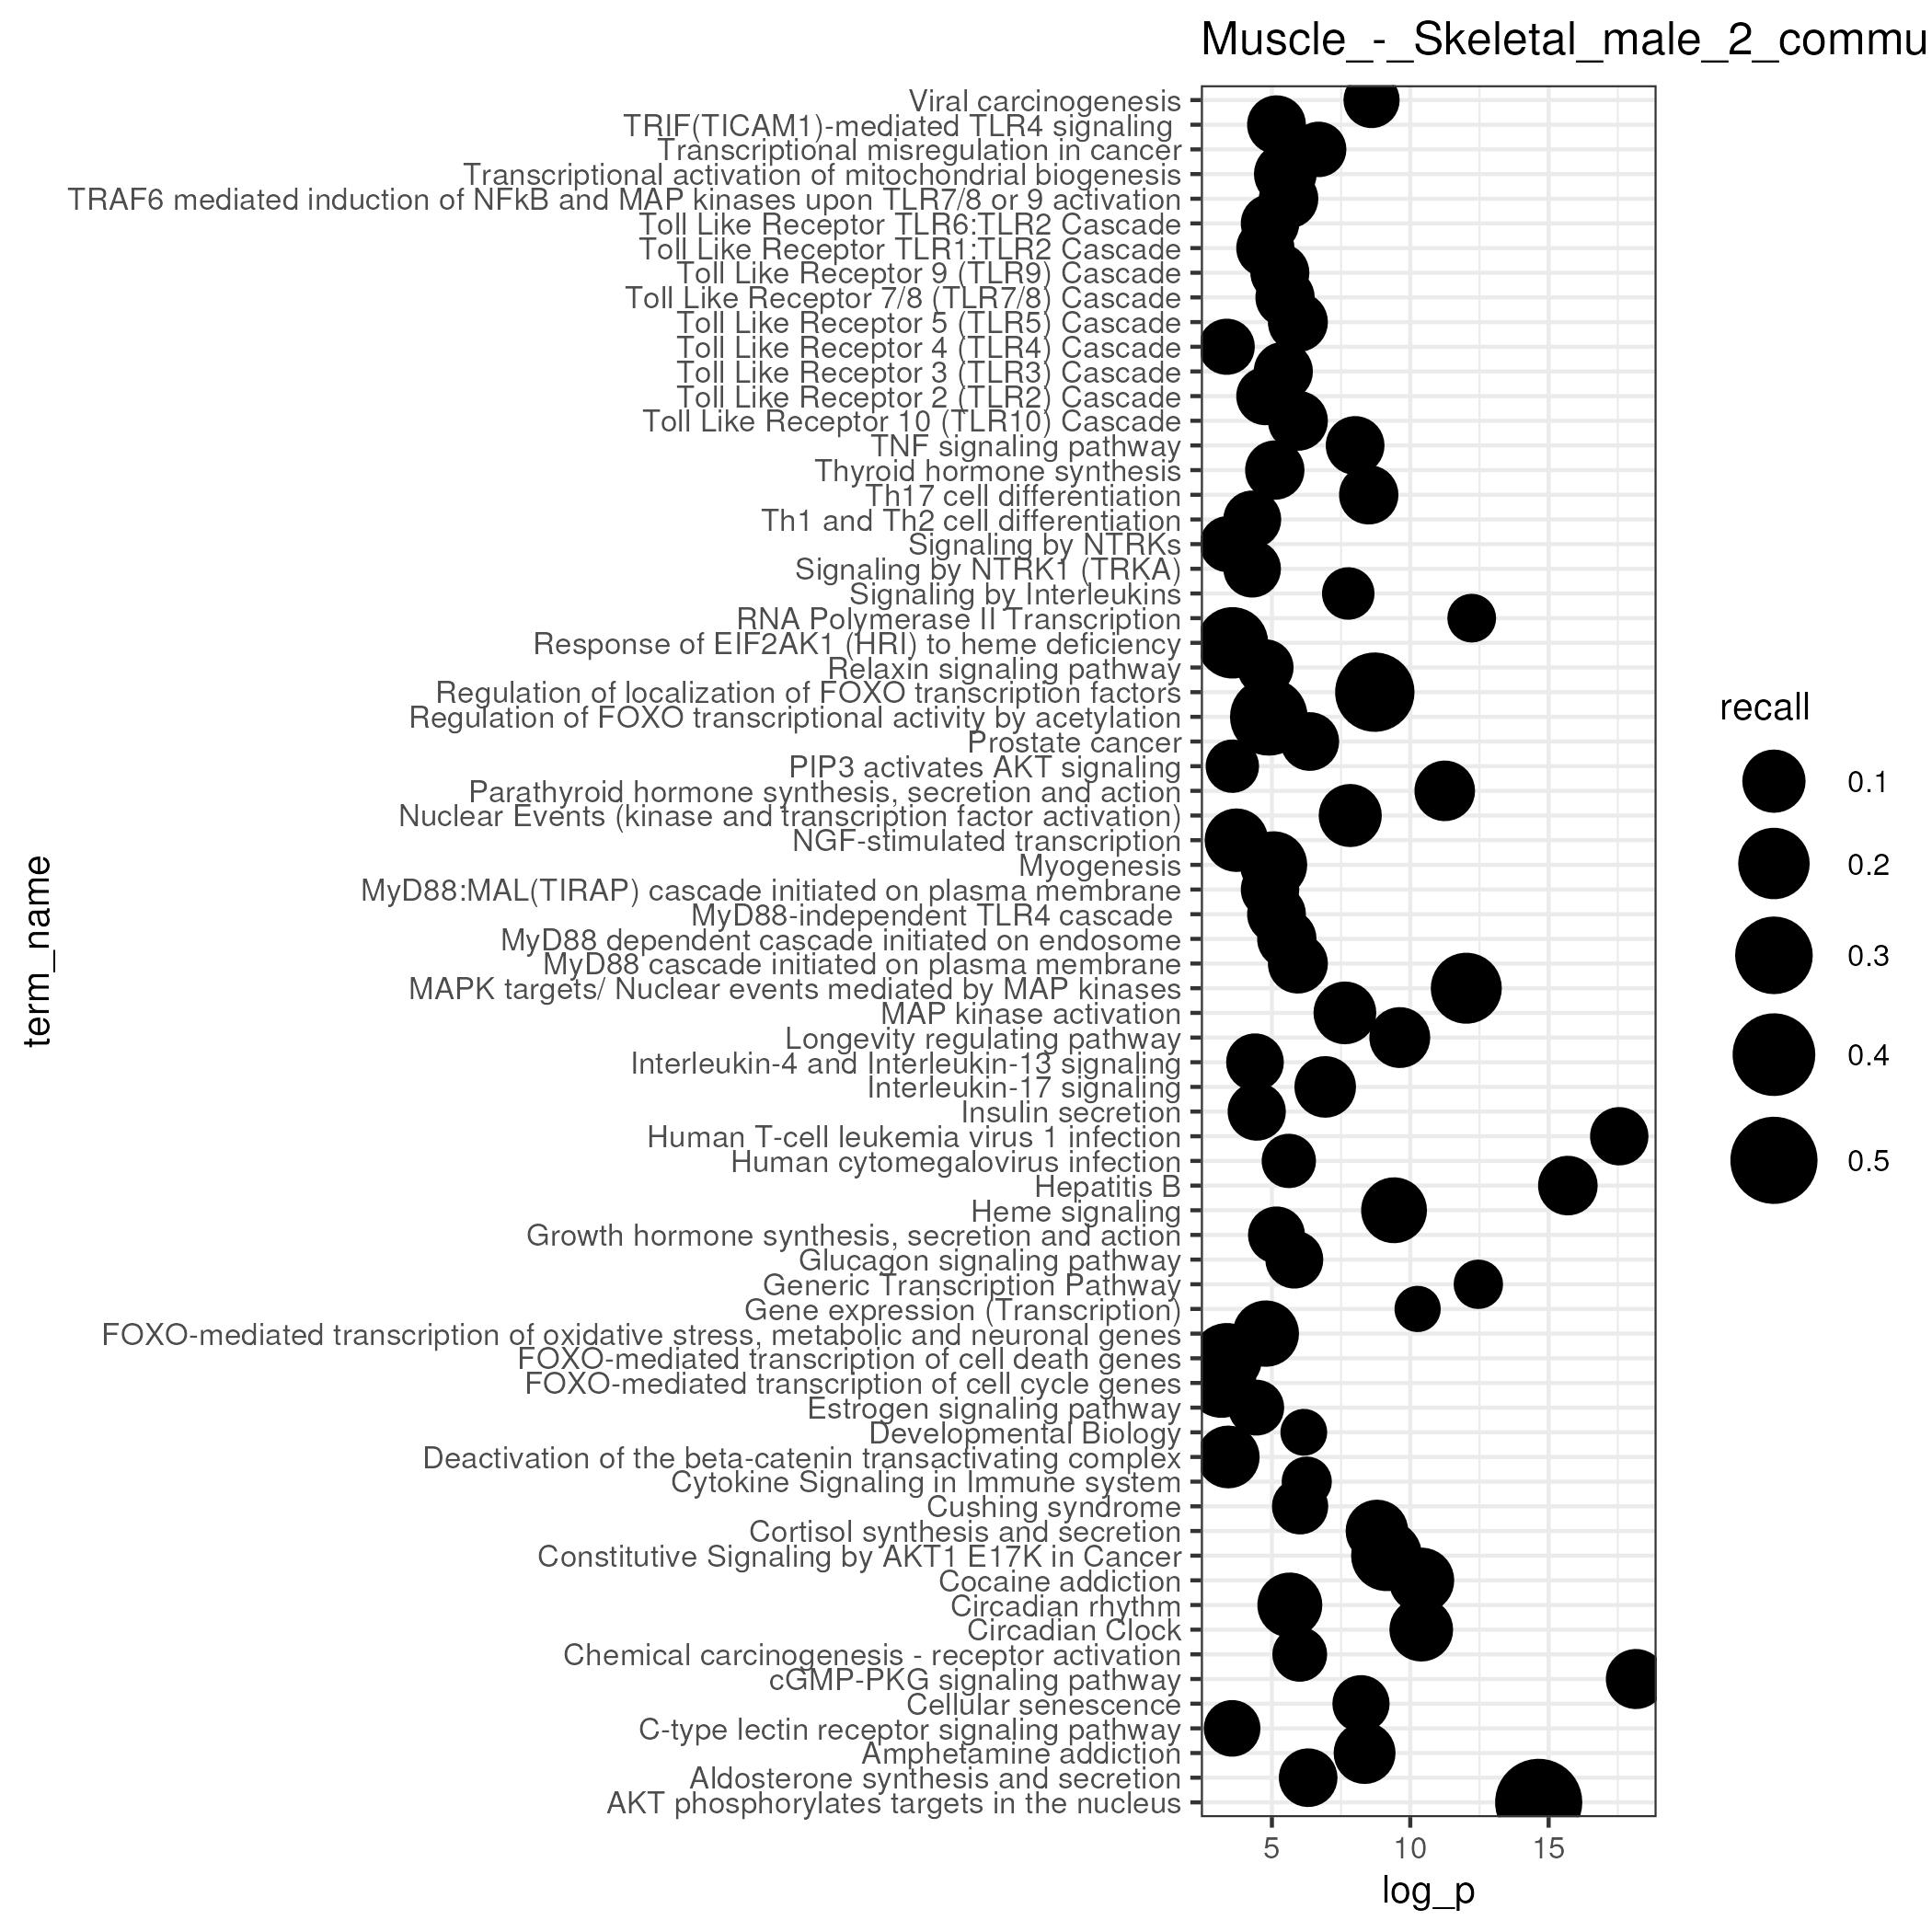 Muscle_-_Skeletal_male_2_commu
Viral carcinogenesis
TRIF(TICAM1)-mediated TLR4 signaling
Transcriptional misregulation in cancer
Transcriptional activation of mitochondrial biogenesis
TRAF6 mediated induction of NFkB and MAP kinases upon TLR7/8 or 9 activation
Toll Like Receptor TLR6:TLR2 Cascade
Toll Like Receptor TLR1:TLR2 Cascade
Toll Like Receptor 9 (TLR9) Cascade
Toll Like Receptor 7/8 (TLR7/8) Cascade
Toll Like Receptor 5 (TLR5) Cascade
Toll Like Receptor 4 (TLR4) Cascade
Toll Like Receptor 3 (TLR3) Cascade
Toll Like Receptor 2 (TLR2) Cascade
Toll Like Receptor 10 (TLR10) Cascade
TNF signaling pathway
Thyroid hormone synthesis
Th17 cell differentiation
Th1 and Th2 cell differentiation
Signaling by NTRKs
Signaling by NTRK1 (TRKA)
Signaling by Interleukins
RNA Polymerase II Transcription
Response of EIF2AK1 (HRI) to heme deficiency
Relaxin signaling pathway
Regulation of localization of FOXO transcription factors
Regulation of FOXO transcriptional activity by acetylation
Prostate cancer
PIP3 activates AKT signaling
Parathyroid hormone synthesis, secretion and action
Nuclear Events (kinase and transcription factor activation)
NGF-stimulated transcription
Myogenesis
MyD88:MAL(TIRAP) cascade initiated on plasma membrane
MyD88-independent TLR4 cascade
MyD88 dependent cascade initiated on endosome
MyD88 cascade initiated on plasma membrane
MAPK targets/ Nuclear events mediated by MAP kinases
MAP kinase activation
Longevity regulating pathway
Interleukin-4 and Interleukin-13 signaling
Interleukin-17 signaling
Insulin secretion
Human T-cell leukemia virus 1 infection
Human cytomegalovirus infection
Hepatitis B
Heme signaling
Growth hormone synthesis, secretion and action
Glucagon signaling pathway
Generic Transcription Pathway
Gene expression (Transcription)
FOXO-mediated transcription of oxidative stress, metabolic and neuronal genes
FOXO-mediated transcription of cell death genes
FOXO-mediated transcription of cell cycle genes
Estrogen signaling pathway
Developmental Biology
Deactivation of the beta-catenin transactivating complex
Cytokine Signaling in Immune system
Cushing syndrome
Cortisol synthesis and secretion
Constitutive Signaling by AKT1 E17K in Cancer
Cocaine addiction
Circadian rhythm
Circadian Clock
Chemical carcinogenesis - receptor activation
cGMP-PKG signaling pathway
Cellular senescence
C-type lectin receptor signaling pathway
Amphetamine addiction
Aldosterone synthesis and secretion
AKT phosphorylates targets in the nucleus
term_name
5 10 15
log_p
recall
0.1
0.2
0.3
0.4
0.5